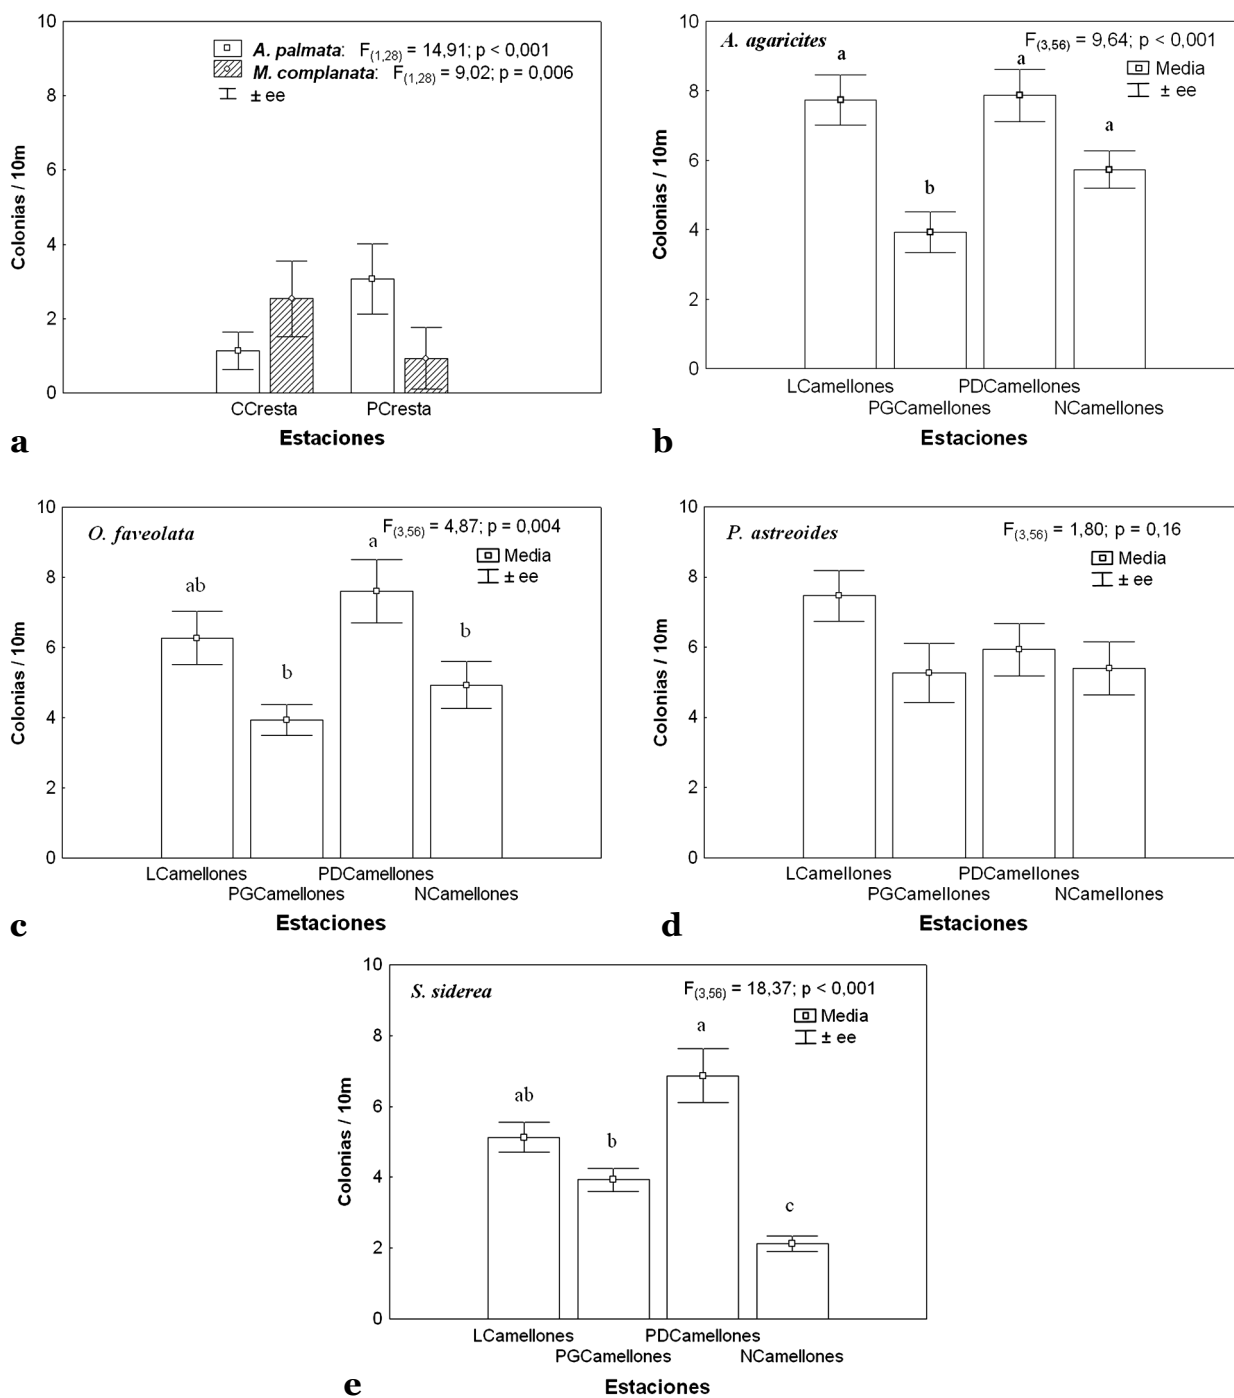 10
8
6
4
2
0
Colonias / 10m
A. palmata: F(1,28) = 14,91; p < 0,001
M. complanata: F(1,28) = 9,02; p = 0,006
± ee
CCresta PCresta
Estaciones
a
10
8
6
4
2
0
Colonias / 10m
A. agaricites
F(3,56) = 9,64; p < 0,001
Media
± ee
a
b
a
a
LCamellones PDCamellones
PGCamellones NCamellones
Estaciones
b
10
8
6
4
2
0
Colonias / 10m
O. faveolata
F(3,56) = 4,87; p = 0,004
Media
± ee
ab
b
a
b
LCamellones PDCamellones
PGCamellones NCamellones
Estaciones
c
10
8
6
4
2
0
Colonias / 10m
P. astreoides
F(3,56) = 1,80; p = 0,16
Media
± ee
LCamellones PDCamellones
PGCamellones NCamellones
Estaciones
d
10
8
6
4
2
0
Colonias / 10m
S. siderea
F(3,56) = 18,37; p < 0,001
Media
± ee
ab
b
a
c
LCamellones PDCamellones
PGCamellones NCamellones
Estaciones
e